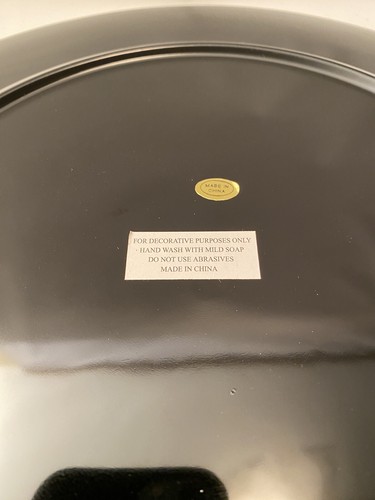 MADE IN
CHINA
FOR DECORATIVE PURPOSES ONLY
HAND WASH WITH MILD SOAP
DO NOT USE ABRASIVES
MADE IN CHINA